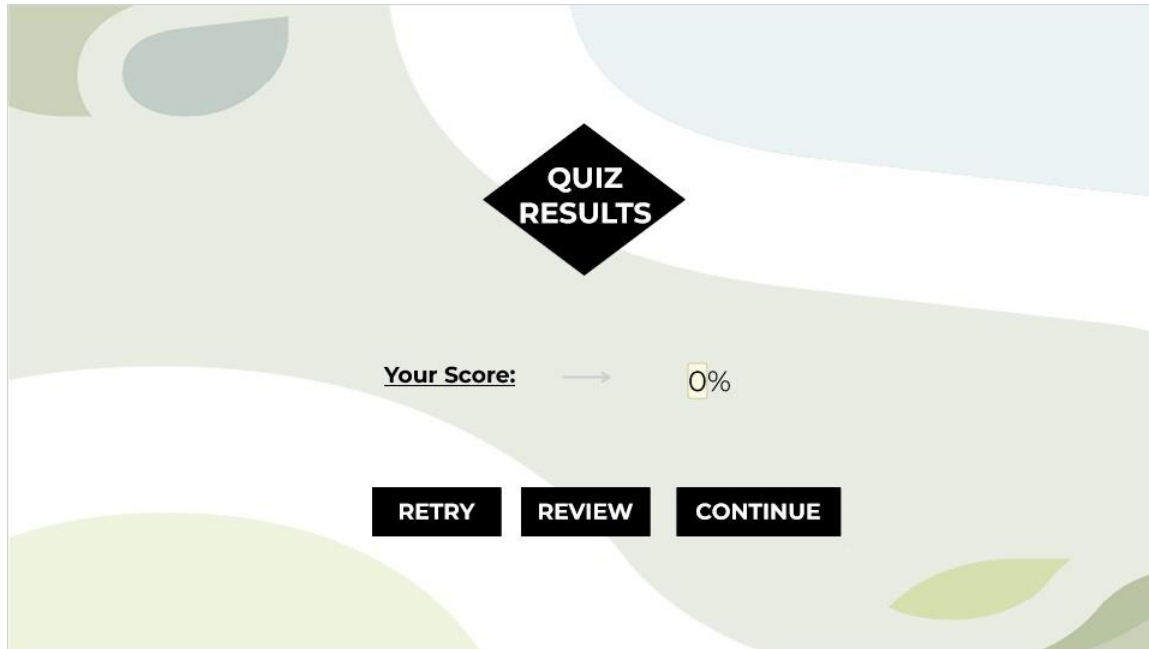 QUIZ
RESULTS
Your Score:
0%
RETRY
REVIEW
CONTINUE